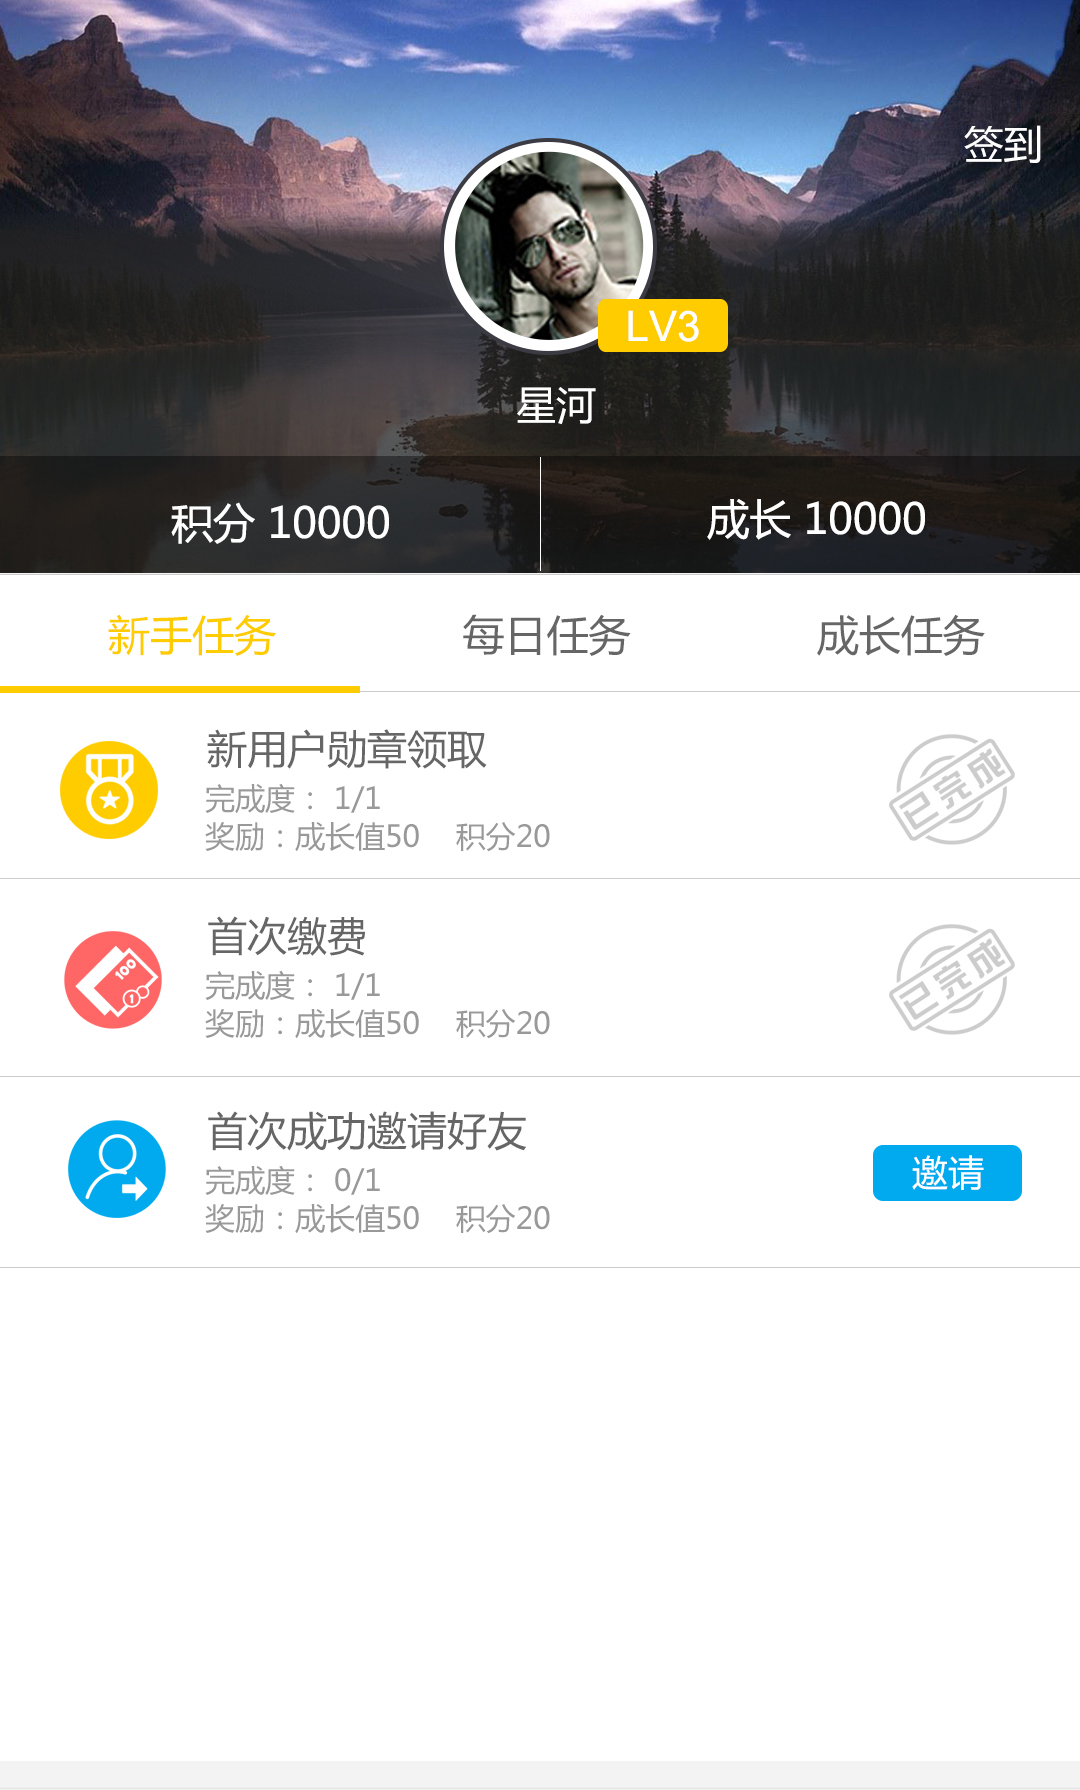 签到
LV3
星河
积分 10000
成长 10000
新手任务
每日任务
成长任务
新用户勋章领取
完成度： 1/1
奖励：成长值50 积分20
已完成
首次缴费
100
1
完成度： 1/1
奖励：成长值50 积分20
已完成
首次成功邀请好友
完成度： 0/1
奖励：成长值50 积分20
邀请